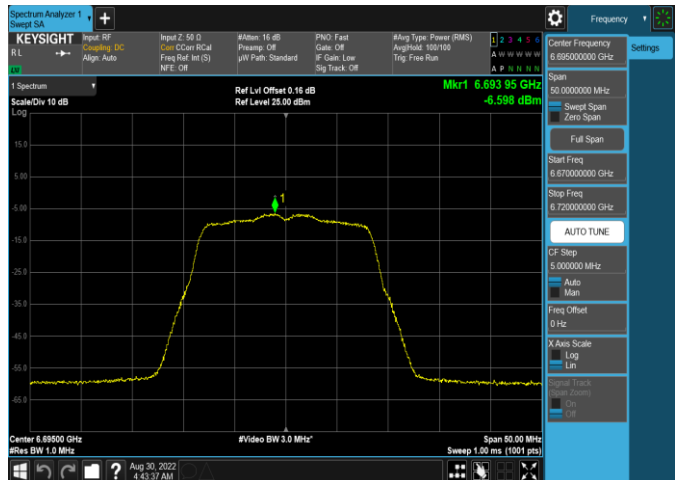 Spectrum Analyzer 1
Swept SA
Frequency
KEYSIGHT
RL
LV
Input: RF
Coupling: DC
Align: Auto
Input Z: 50 Ω
Corr CCorr RCal
Freq Ref: Int (S)
NFE: Off
#Atten: 16 dB
Preamp: Off
µW Path: Standard
PNO: Fast
Gate: Off
IF Gain: Low
Sig Track: Off
#Avg Type: Power (RMS)
Avg|Hold: 100/100
Trig: Free Run
1 2 3 4 5 6
A W W W W W
A P N N N N
1 Spectrum
Scale/Div 10 dB
Log
Ref Lvl Offset 0.16 dB
Ref Level 25.00 dBm
Mkr1 6.693 95 GHz
-6.598 dBm
15.0
5.00
-5.00
-15.0
-25.0
-35.0
-45.0
-55.0
-65.0
1
Center 6.69500 GHz
#Res BW 1.0 MHz
#Video BW 3.0 MHz*
Span 50.00 MHz
Sweep 1.00 ms (1001 pts)
Aug 30, 2022
4:43:37 AM
Center Frequency
6.695000000 GHz
Span
50.0000000 MHz
Swept Span
Zero Span
Full Span
Start Freq
6.670000000 GHz
Stop Freq
6.720000000 GHz
AUTO TUNE
CF Step
5.000000 MHz
Auto
Man
Freq Offset
0 Hz
X Axis Scale
Log
Lin
Signal Track
(Span Zoom)
On
Off
Settings